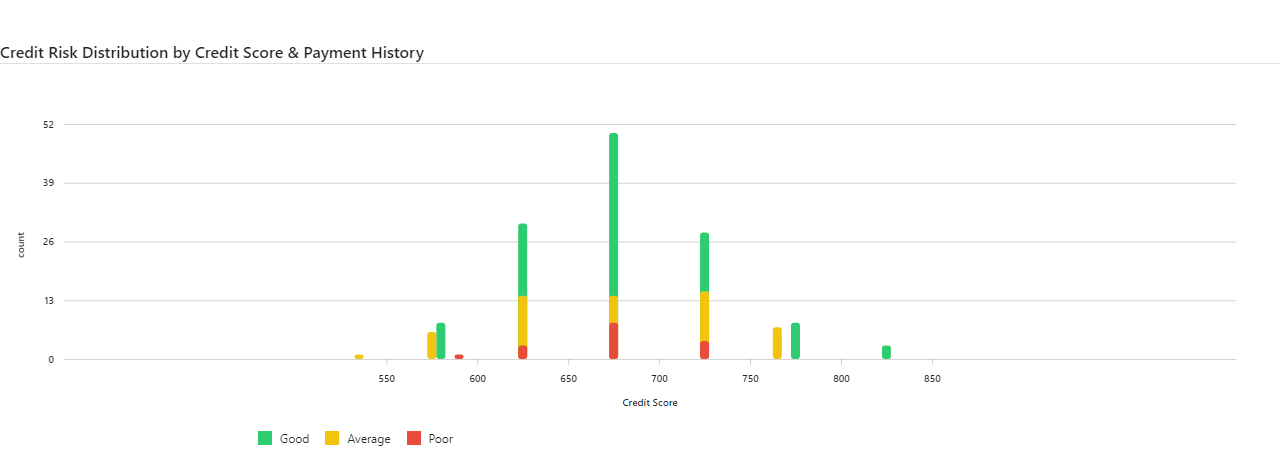 Credit Risk Distribution by Credit Score & Payment History
52
39
26
13
0
count
550 600 650 700 750 800 850
Credit Score
Good Average Poor